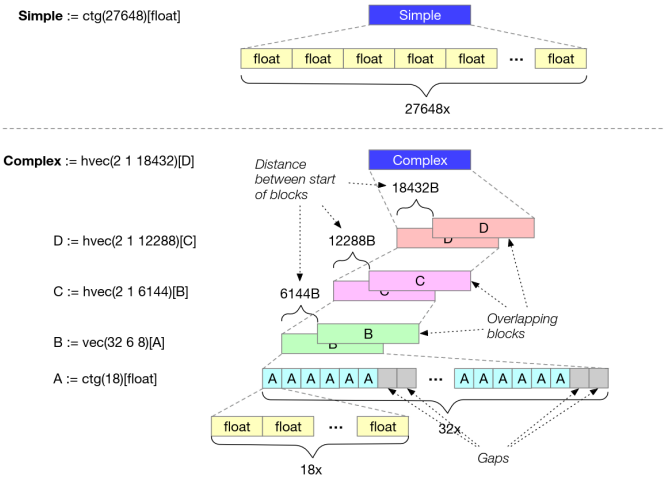 Simple := ctg(27648)[float]
Simple
float float float float float ... float
27648x
Complex := hvec(2 1 18432)[D]
Distance
between start
of blocks
Complex
18432B
D := hvec(2 1 12288)[C]
12288B
D
D
C := hvec(2 1 6144)[B]
6144B
C
C
Overlapping
blocks
B := vec(32 6 8)[A]
B
B
A := ctg(18)[float]
A A A A A A ... A A A A A A
32x
float float ... float
Gaps
18x